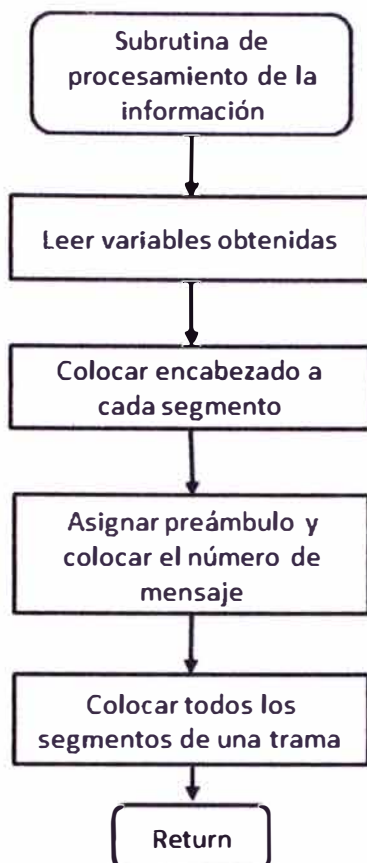 Subrutina de
procesamiento de la
información
Leer variables obtenidas
Colocar encabezado a
cada segmento
Asignar preámbulo y
colocar el número de
mensaje
Colocar todos los
segmentos de una trama
Return